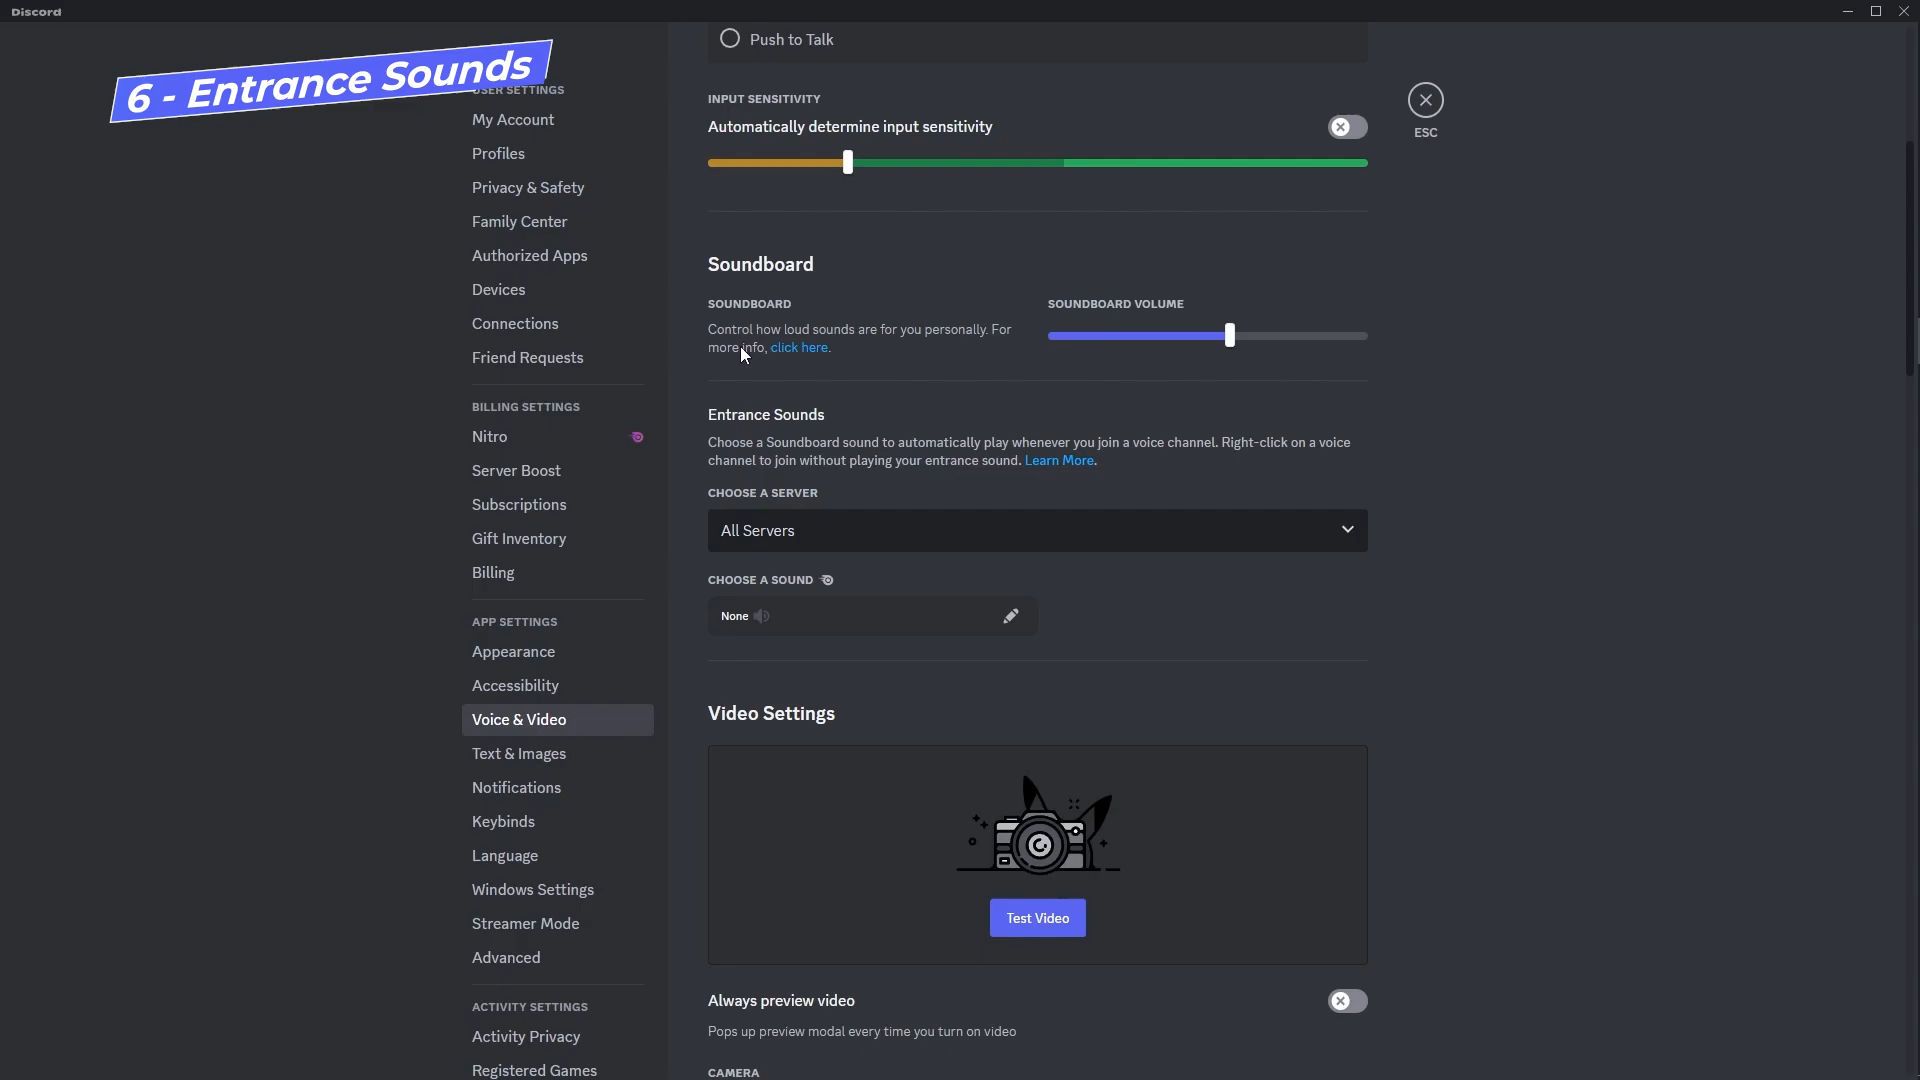 Discord
6 - Entrance Sounds
USER SETTINGS
My Account
Profiles
Privacy & Safety
Family Center
Authorized Apps
Devices
Connections
Friend Requests
BILLING SETTINGS
Nitro
Server Boost
Subscriptions
Gift Inventory
Billing
APP SETTINGS
Appearance
Accessibility
Voice & Video
Text & Images
Notifications
Keybinds
Language
Windows Settings
Streamer Mode
Advanced
ACTIVITY SETTINGS
Activity Privacy
Registered Games
Push to Talk
INPUT SENSITIVITY
Automatically determine input sensitivity
Soundboard
SOUNDBOARD
Control how loud sounds are for you personally. For
more info, click here.
SOUNDBOARD VOLUME
Entrance Sounds
Choose a Soundboard sound to automatically play whenever you join a voice channel. Right-click on a voice
channel to join without playing your entrance sound. Learn More.
CHOOSE A SERVER
All Servers
CHOOSE A SOUND
None
Video Settings
Test Video
Always preview video
Pops up preview modal every time you turn on video
CAMERA
ESC